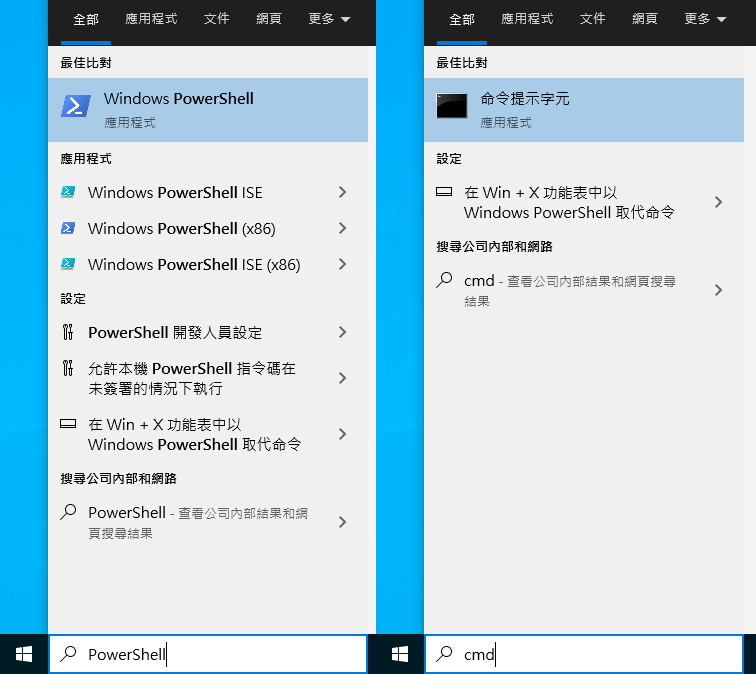 全部 應用程式 文件 網頁 更多
最佳比對
Windows PowerShell
應用程式
應用程式
Windows PowerShell ISE
Windows PowerShell (x86)
Windows PowerShell ISE (x86)
設定
PowerShell 開發人員設定
允許本機 PowerShell 指令碼在
未簽署的情況下執行
在 Win + X 功能表中以
Windows PowerShell 取代命令
搜尋公司內部和網路
PowerShell - 查看公司內部結果和網
頁搜尋結果
PowerShell
全部 應用程式 文件 網頁 更多
最佳比對
命令提示字元
應用程式
設定
在 Win + X 功能表中以
Windows PowerShell 取代命令
搜尋公司內部和網路
cmd - 查看公司內部結果和網頁搜尋
結果
cmd